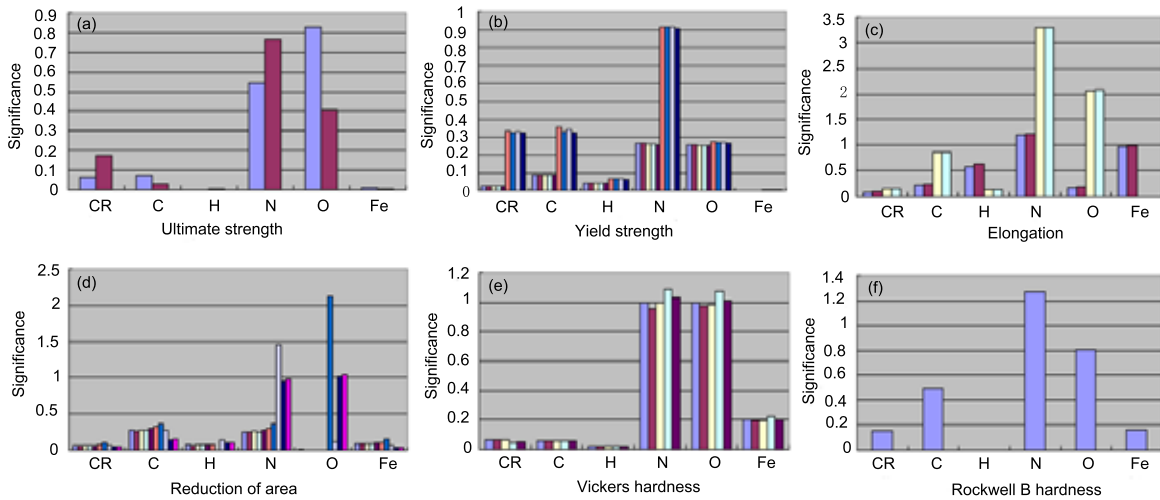 (a)
Significance
0.9
0.8
0.7
0.6
0.5
0.4
0.3
0.2
0.1
0
CR C H N O Fe
Ultimate strength
(b)
Significance
1
0.9
0.8
0.7
0.6
0.5
0.4
0.3
0.2
0.1
0
CR C H N O Fe
Yield strength
(c)
Significance
3.5
3
2.5
2
1.5
1
0.5
0
CR C H N O Fe
Elongation
(d)
Significance
2.5
2
1.5
1
0.5
0
CR C H N O Fe
Reduction of area
(e)
Significance
1.2
1
0.8
0.6
0.4
0.2
0
CR C H N O Fe
Vickers hardness
(f)
Significance
1.4
1.2
1
0.8
0.6
0.4
0.2
0
CR C H N O Fe
Rockwell B hardness